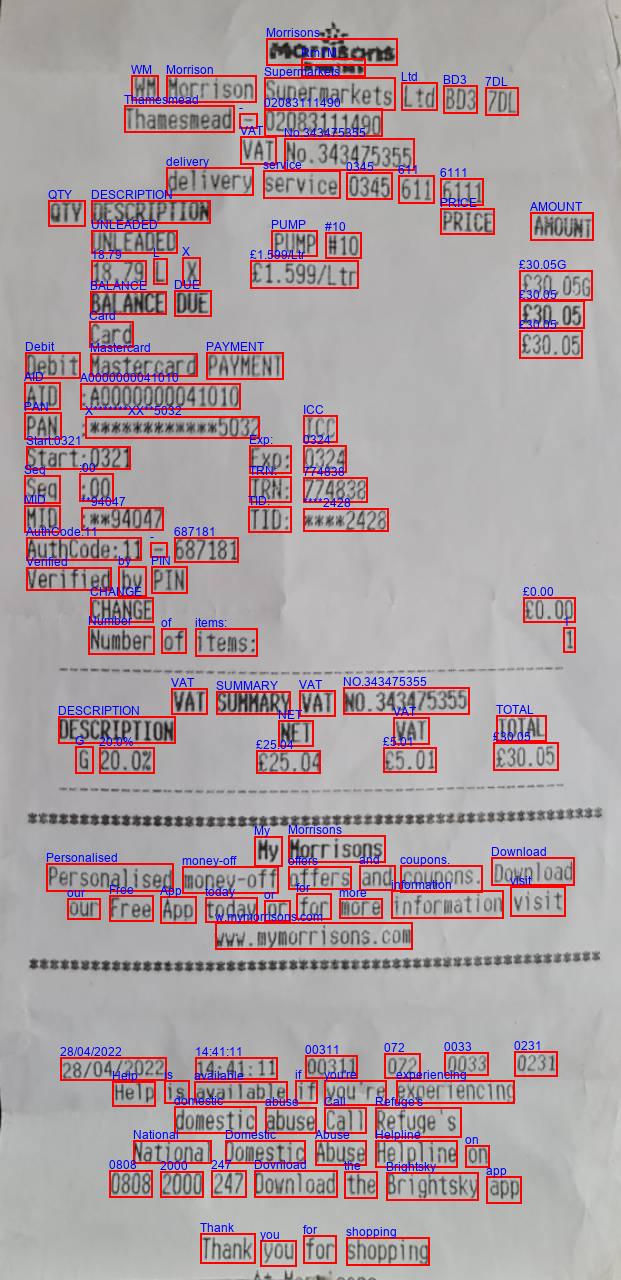 Morrisons
WM Morrison Supermarkets Ltd BD3 7DL
Thamesmead - 02083111490
VAT No.343475355
delivery service 0345 611 6111
QTY DESCRIPTION PRICE AMOUNT
UNLEADED PUMP #10
18.79 L X £1.599/Ltr £30.05G
BALANCE DUE £30.05
Card £30.05
Debit Mastercard PAYMENT
AID :A0000000041010
PAN :************5032 ICC
Start:0321 Exp: 0324
Seq :00 TRN: 774838
MID :**94047 TID: ****2428
AuthCode:11 - 687181
Verified by PIN
CHANGE £0.00
Number of items: 1
VAT SUMMARY VAT NO.343475355
DESCRIPTION NET VAT TOTAL
G 20.0% £25.04 £5.01 £30.05
My Morrisons
Personalised money-off offers and coupons. Download
our Free App today or for more information visit
www.mymorrisons.com
28/04/2022 14:41:11 00311 072 0033 0231
Help is available if you're experiencing
domestic abuse Call Refuge's
National Domestic Abuse Helpline on
0808 2000 247 Download the Brightsky app
Thank you for shopping